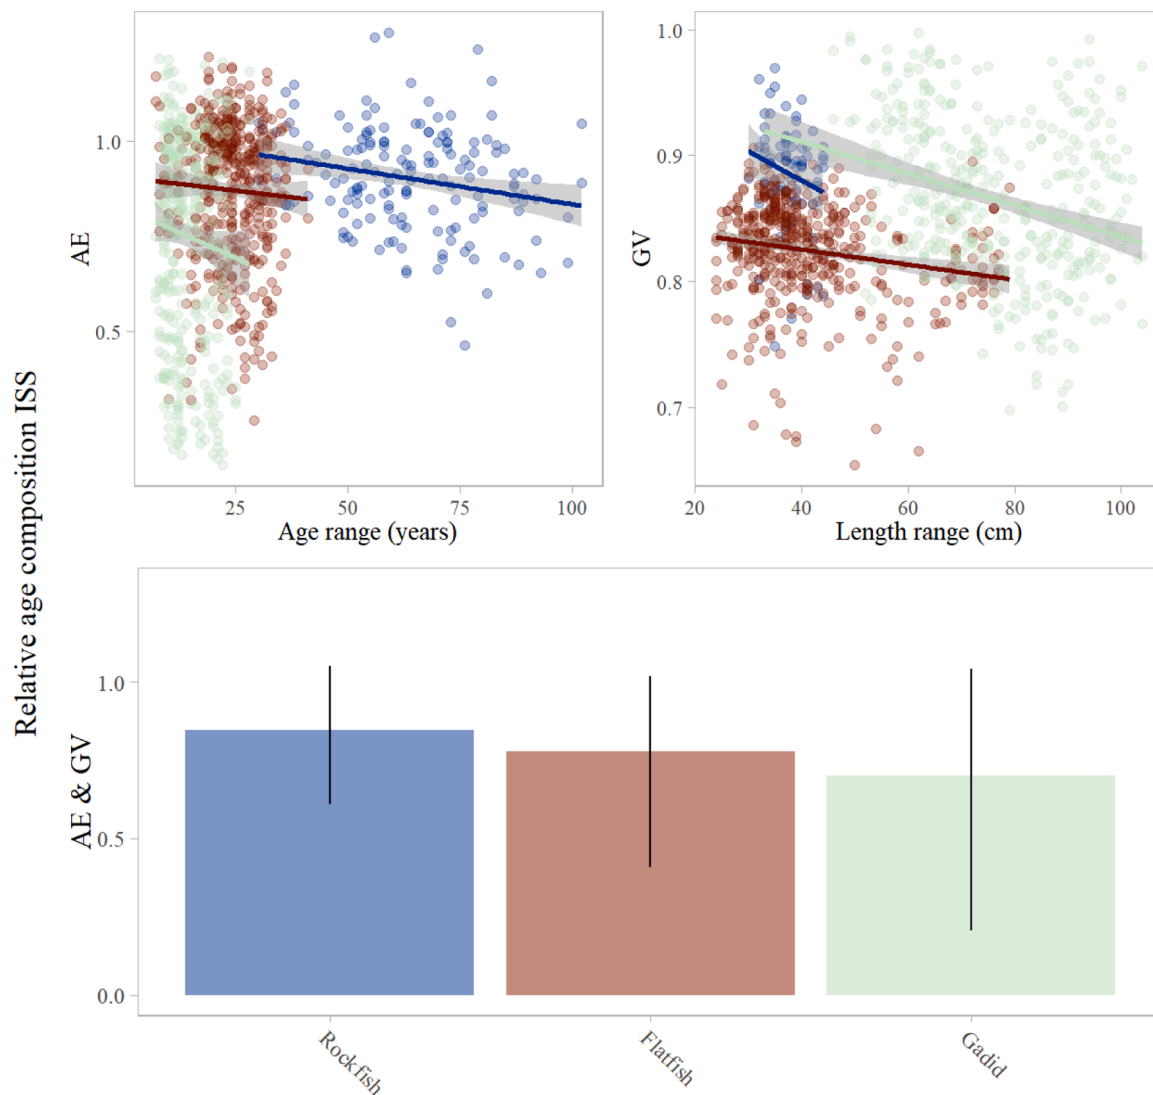 Relative age composition ISS
AE
1.0
0.5
25
50
75
100
Age range (years)
GV
1.0
0.9
0.8
0.7
20
40
60
80
100
Length range (cm)
AE & GV
1.0
0.5
0.0
Rockfish
Flatfish
Gadid